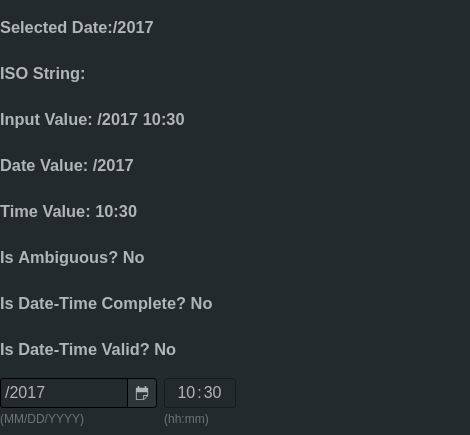 Selected Date:/2017
ISO String:
Input Value: /2017 10:30
Date Value: /2017
Time Value: 10:30
Is Ambiguous? No
Is Date-Time Complete? No
Is Date-Time Valid? No
/2017 10:30
(MM/DD/YYYY) (hh:mm)